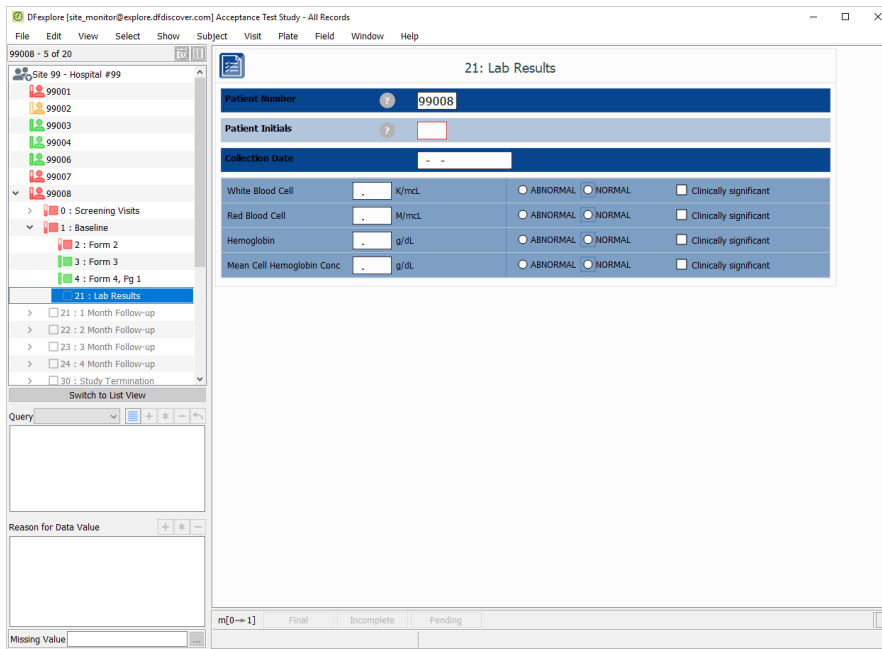 DFexplore [site_monitor@explore.dfdiscover.com] Acceptance Test Study - All Records
File Edit View Select Show Subject Visit Plate Field Window Help
99008 - 5 of 20
Site 99 - Hospital #99
99001
99002
99003
99004
99006
99007
99008
0 : Screening Visits
1 : Baseline
2 : Form 2
3 : Form 3
4 : Form 4, Pg 1
21 : Lab Results
21 : 1 Month Follow-up
22 : 2 Month Follow-up
23 : 3 Month Follow-up
24 : 4 Month Follow-up
30 : Study Termination
Switch to List View
Query
Reason for Data Value
Missing Value ...
21: Lab Results
Patient Number ? 99008
Patient Initials ?
Collection Date - -
White Blood Cell . K/mcL ABNORMAL NORMAL Clinically significant
Red Blood Cell . M/mcL ABNORMAL NORMAL Clinically significant
Hemoglobin . g/dL ABNORMAL NORMAL Clinically significant
Mean Cell Hemoglobin Conc . g/dL ABNORMAL NORMAL Clinically significant
m[0→1] Final Incomplete Pending